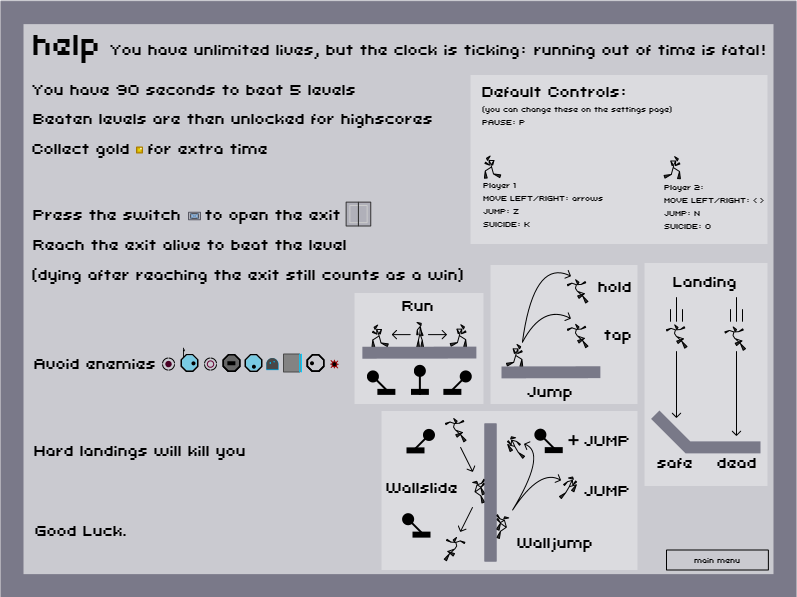 help You have unlimited lives, but the clock is ticking: running out of time is fatal!
You have 90 seconds to beat 5 levels
Beaten levels are then unlocked for highscores
Collect gold for extra time
Default Controls:
(you can change these on the settings page)
PAUSE: P
Player 1
MOVE LEFT/RIGHT: arrows
JUMP: Z
SUICIDE: K
Player 2:
MOVE LEFT/RIGHT: < >
JUMP: N
SUICIDE: O
Press the switch to open the exit
Reach the exit alive to beat the level
(dying after reaching the exit still counts as a win)
Run
hold
tap
Jump
Landing
safe dead
Avoid enemies
Hard landings will kill you
Wallslide
+ JUMP
JUMP
Walljump
Good Luck.
main menu